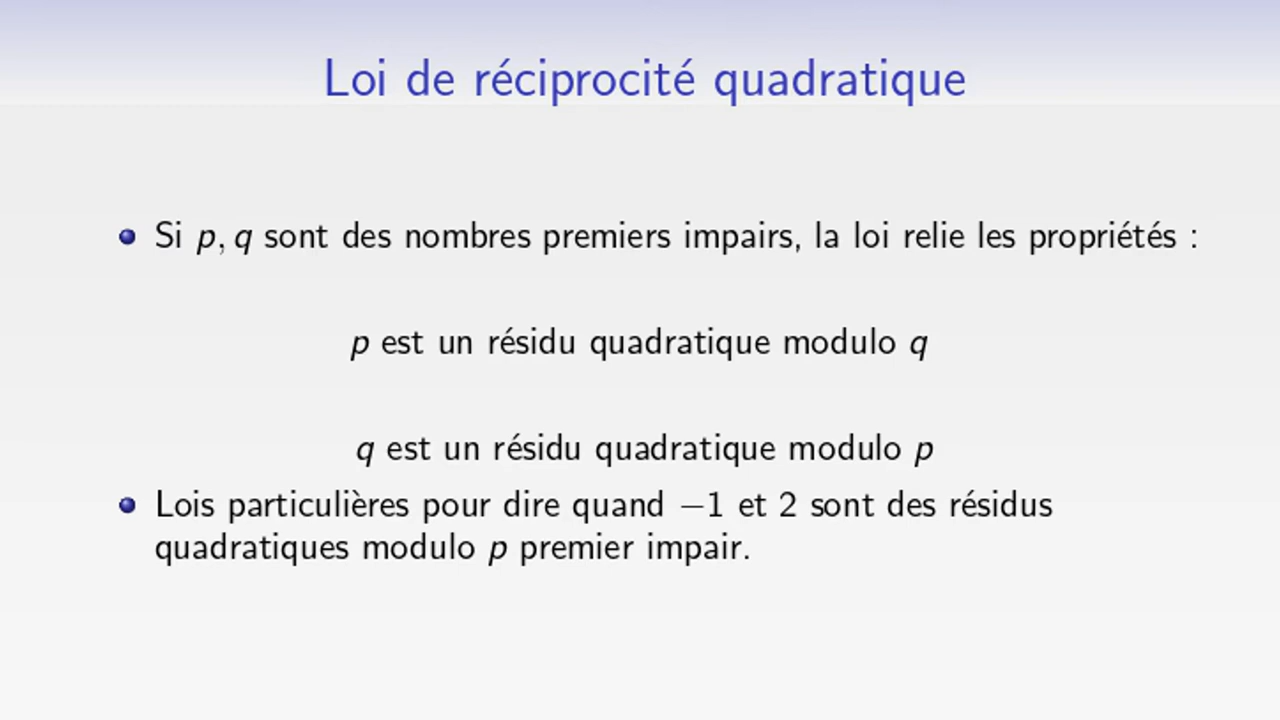 Loi de réciprocité quadratique
• Si p, q sont des nombres premiers impairs, la loi relie les propriétés :
p est un résidu quadratique modulo q
q est un résidu quadratique modulo p
• Lois particulières pour dire quand −1 et 2 sont des résidus
quadratiques modulo p premier impair.